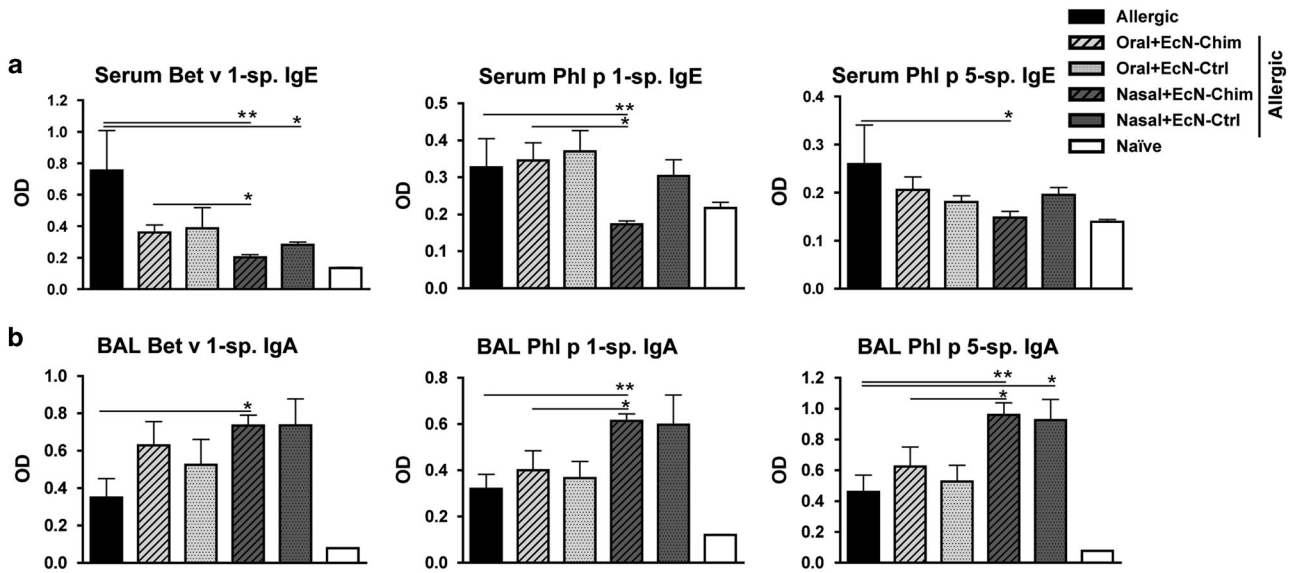 Allergic
Oral+EcN-Chim
Oral+EcN-Ctrl
Nasal+EcN-Chim
Nasal+EcN-Ctrl
Naïve
Allergic
a
Serum Bet v 1-sp. IgE
OD
1.2
1.0
0.8
0.6
0.4
0.2
0.0
**
*
*
Serum Phl p 1-sp. IgE
OD
0.5
0.4
0.3
0.2
0.1
0.0
**
*
Serum Phl p 5-sp. IgE
OD
0.4
0.3
0.2
0.1
0.0
*
b
BAL Bet v 1-sp. IgA
OD
1.0
0.8
0.6
0.4
0.2
0.0
*
BAL Phl p 1-sp. IgA
OD
0.8
0.6
0.4
0.2
0.0
**
*
BAL Phl p 5-sp. IgA
OD
1.2
1.0
0.8
0.6
0.4
0.2
0.0
**
*
*